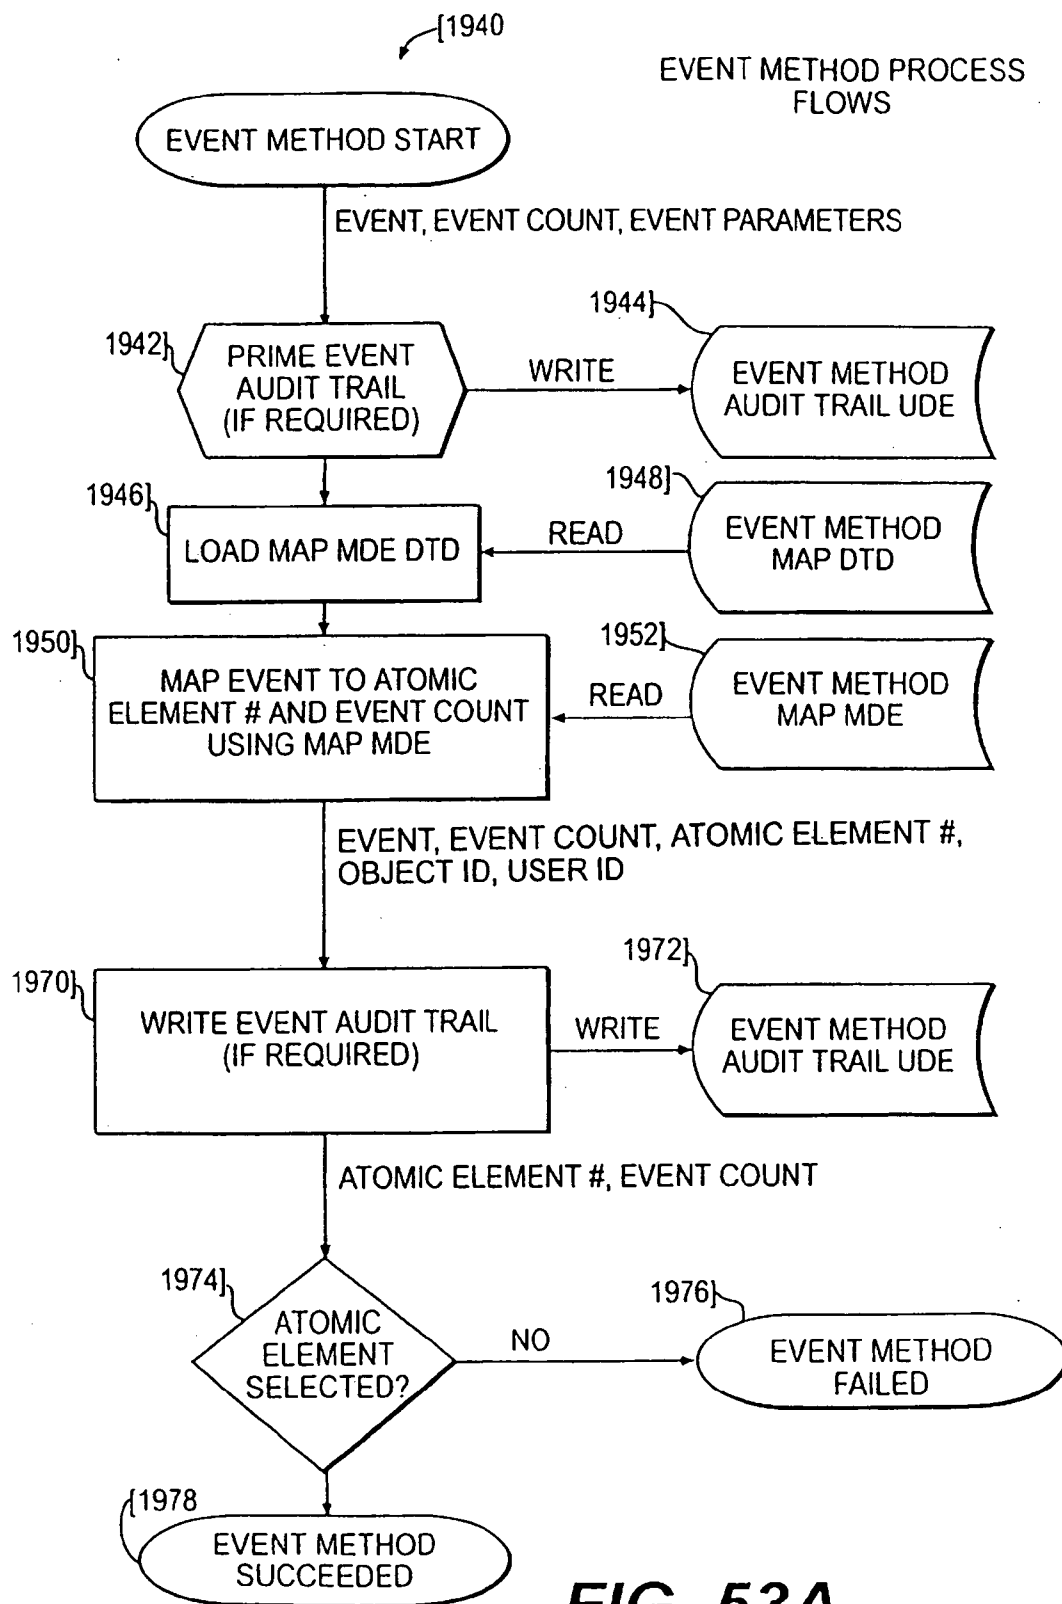 [1940
EVENT METHOD PROCESS
FLOWS
EVENT METHOD START
EVENT, EVENT COUNT, EVENT PARAMETERS
1942]
PRIME EVENT
AUDIT TRAIL
(IF REQUIRED)
WRITE
1944]
EVENT METHOD
AUDIT TRAIL UDE
1946]
LOAD MAP MDE DTD
READ
1948]
EVENT METHOD
MAP DTD
1950]
MAP EVENT TO ATOMIC
ELEMENT # AND EVENT COUNT
USING MAP MDE
READ
1952]
EVENT METHOD
MAP MDE
EVENT, EVENT COUNT, ATOMIC ELEMENT #,
OBJECT ID, USER ID
1970]
WRITE EVENT AUDIT TRAIL
(IF REQUIRED)
WRITE
1972]
EVENT METHOD
AUDIT TRAIL UDE
ATOMIC ELEMENT #, EVENT COUNT
1974]
ATOMIC
ELEMENT
SELECTED?
NO
1976]
EVENT METHOD
FAILED
[1978
EVENT METHOD
SUCCEEDED
FIG. 53A